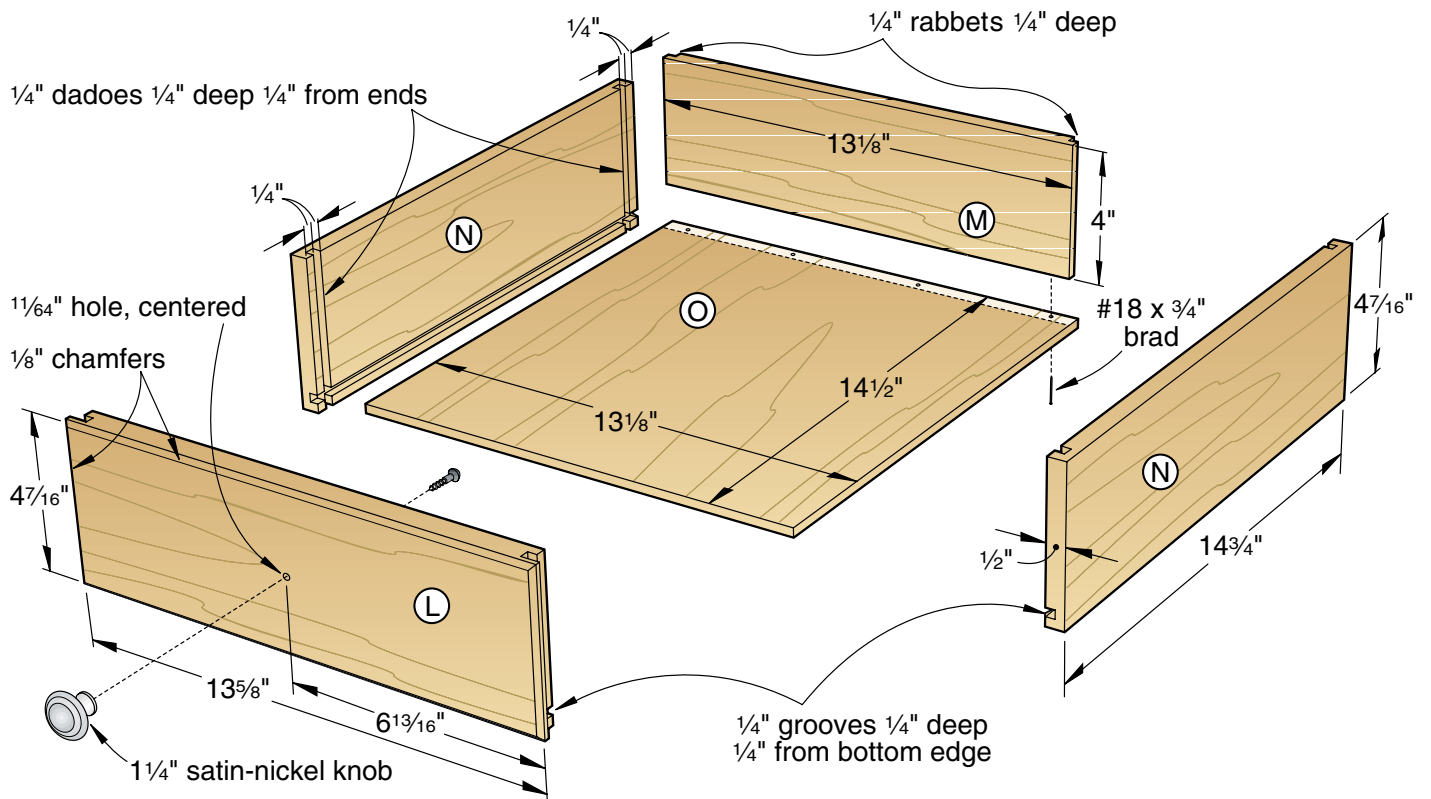 ¼" rabbets ¼" deep
¼"
¼" dadoes ¼" deep ¼" from ends
13⅛"
¼"
M
4"
N
O
#18 x ¾"
brad
4⁷⁄₁₆"
¹¹⁄₆₄" hole, centered
⅛" chamfers
14½"
13⅛"
N
4⁷⁄₁₆"
½"
14¾"
L
13⅝"
6¹³⁄₁₆"
¼" grooves ¼" deep
¼" from bottom edge
1¼" satin-nickel knob